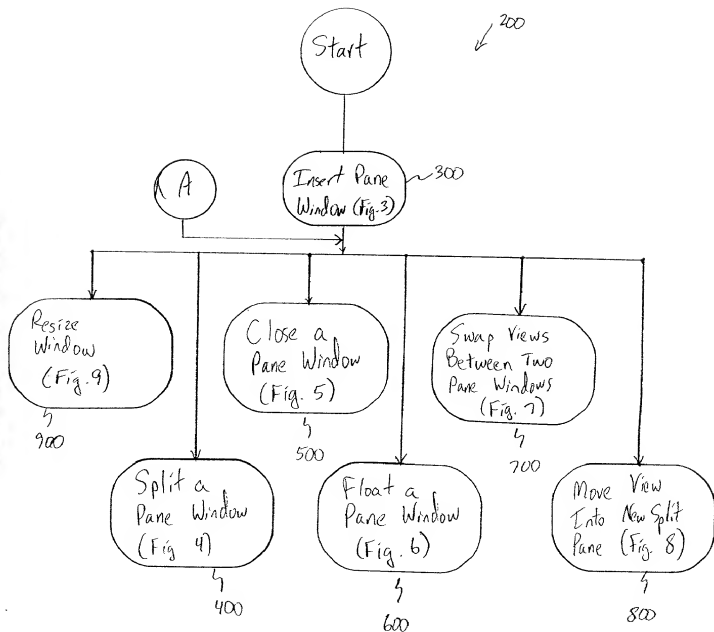 200
Start
Insert Pane
Window (Fig. 3)
300
A
Resize
Window
(Fig. 9)
900
Close a
Pane Window
(Fig. 5)
500
Swap Views
Between Two
Pane Windows
(Fig. 7)
700
Split a
Pane Window
(Fig 4)
400
Float a
Pane Window
(Fig. 6)
600
Move View
Into New Split
Pane (Fig. 8)
800